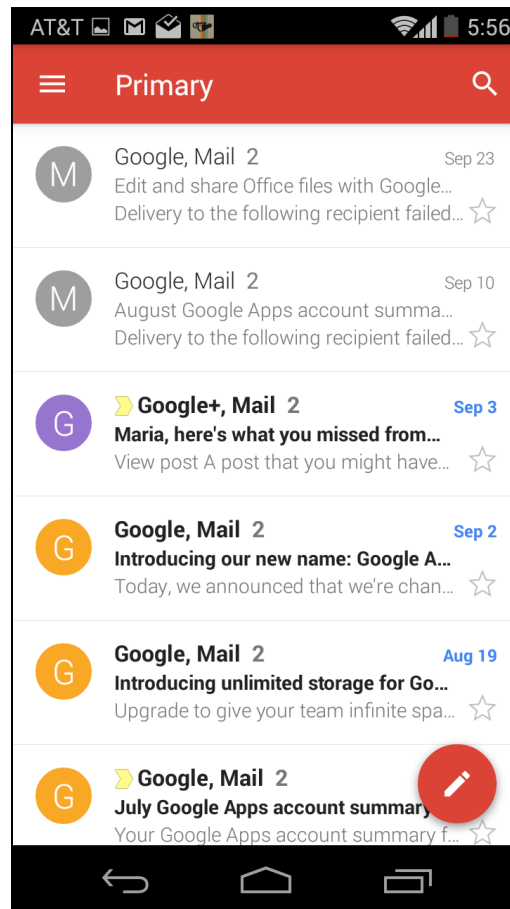 AT&T 5:56
Primary
M
Google, Mail 2 Sep 23
Edit and share Office files with Google...
Delivery to the following recipient failed...
M
Google, Mail 2 Sep 10
August Google Apps account summa...
Delivery to the following recipient failed...
G
Google+, Mail 2 Sep 3
Maria, here's what you missed from...
View post A post that you might have...
G
Google, Mail 2 Sep 2
Introducing our new name: Google A...
Today, we announced that we're chan...
G
Google, Mail 2 Aug 19
Introducing unlimited storage for Go...
Upgrade to give your team infinite spa...
G
Google, Mail 2
July Google Apps account summary
Your Google Apps account summary f...